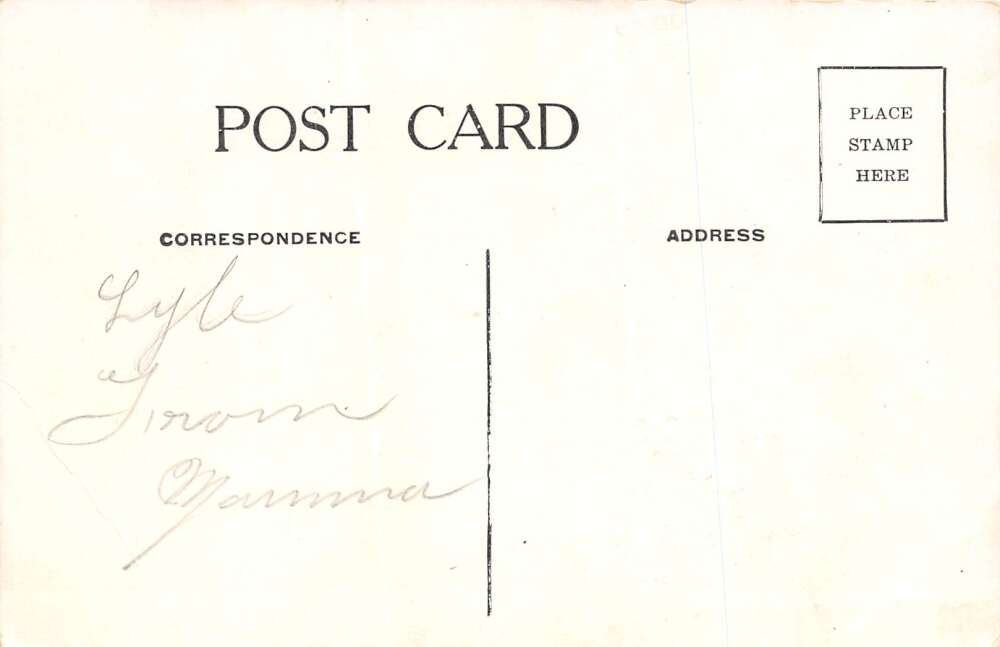 POST CARD
PLACE
STAMP
HERE
CORRESPONDENCE
ADDRESS
Lyle
From
Mamma